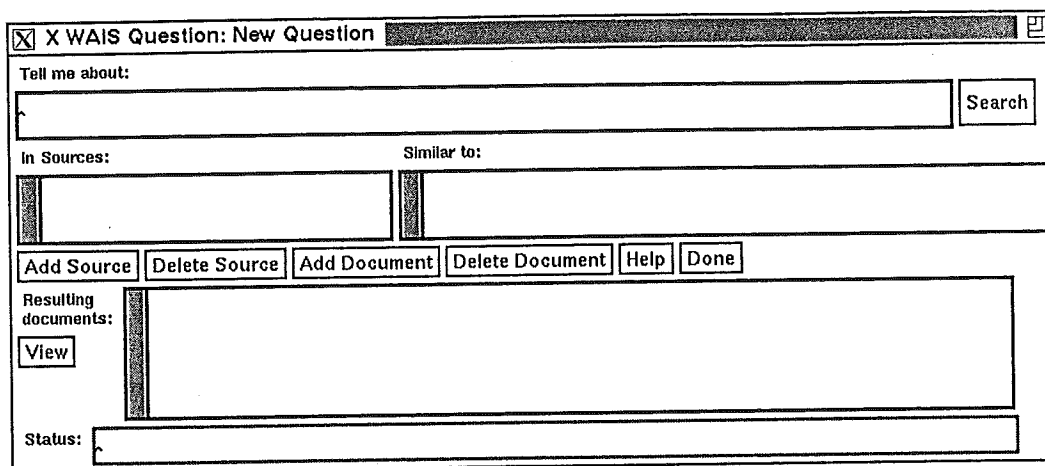 X WAIS Question: New Question
Tell me about:
Search
In Sources:
Similar to:
Add Source Delete Source Add Document Delete Document Help Done
Resulting
documents:
View
Status: